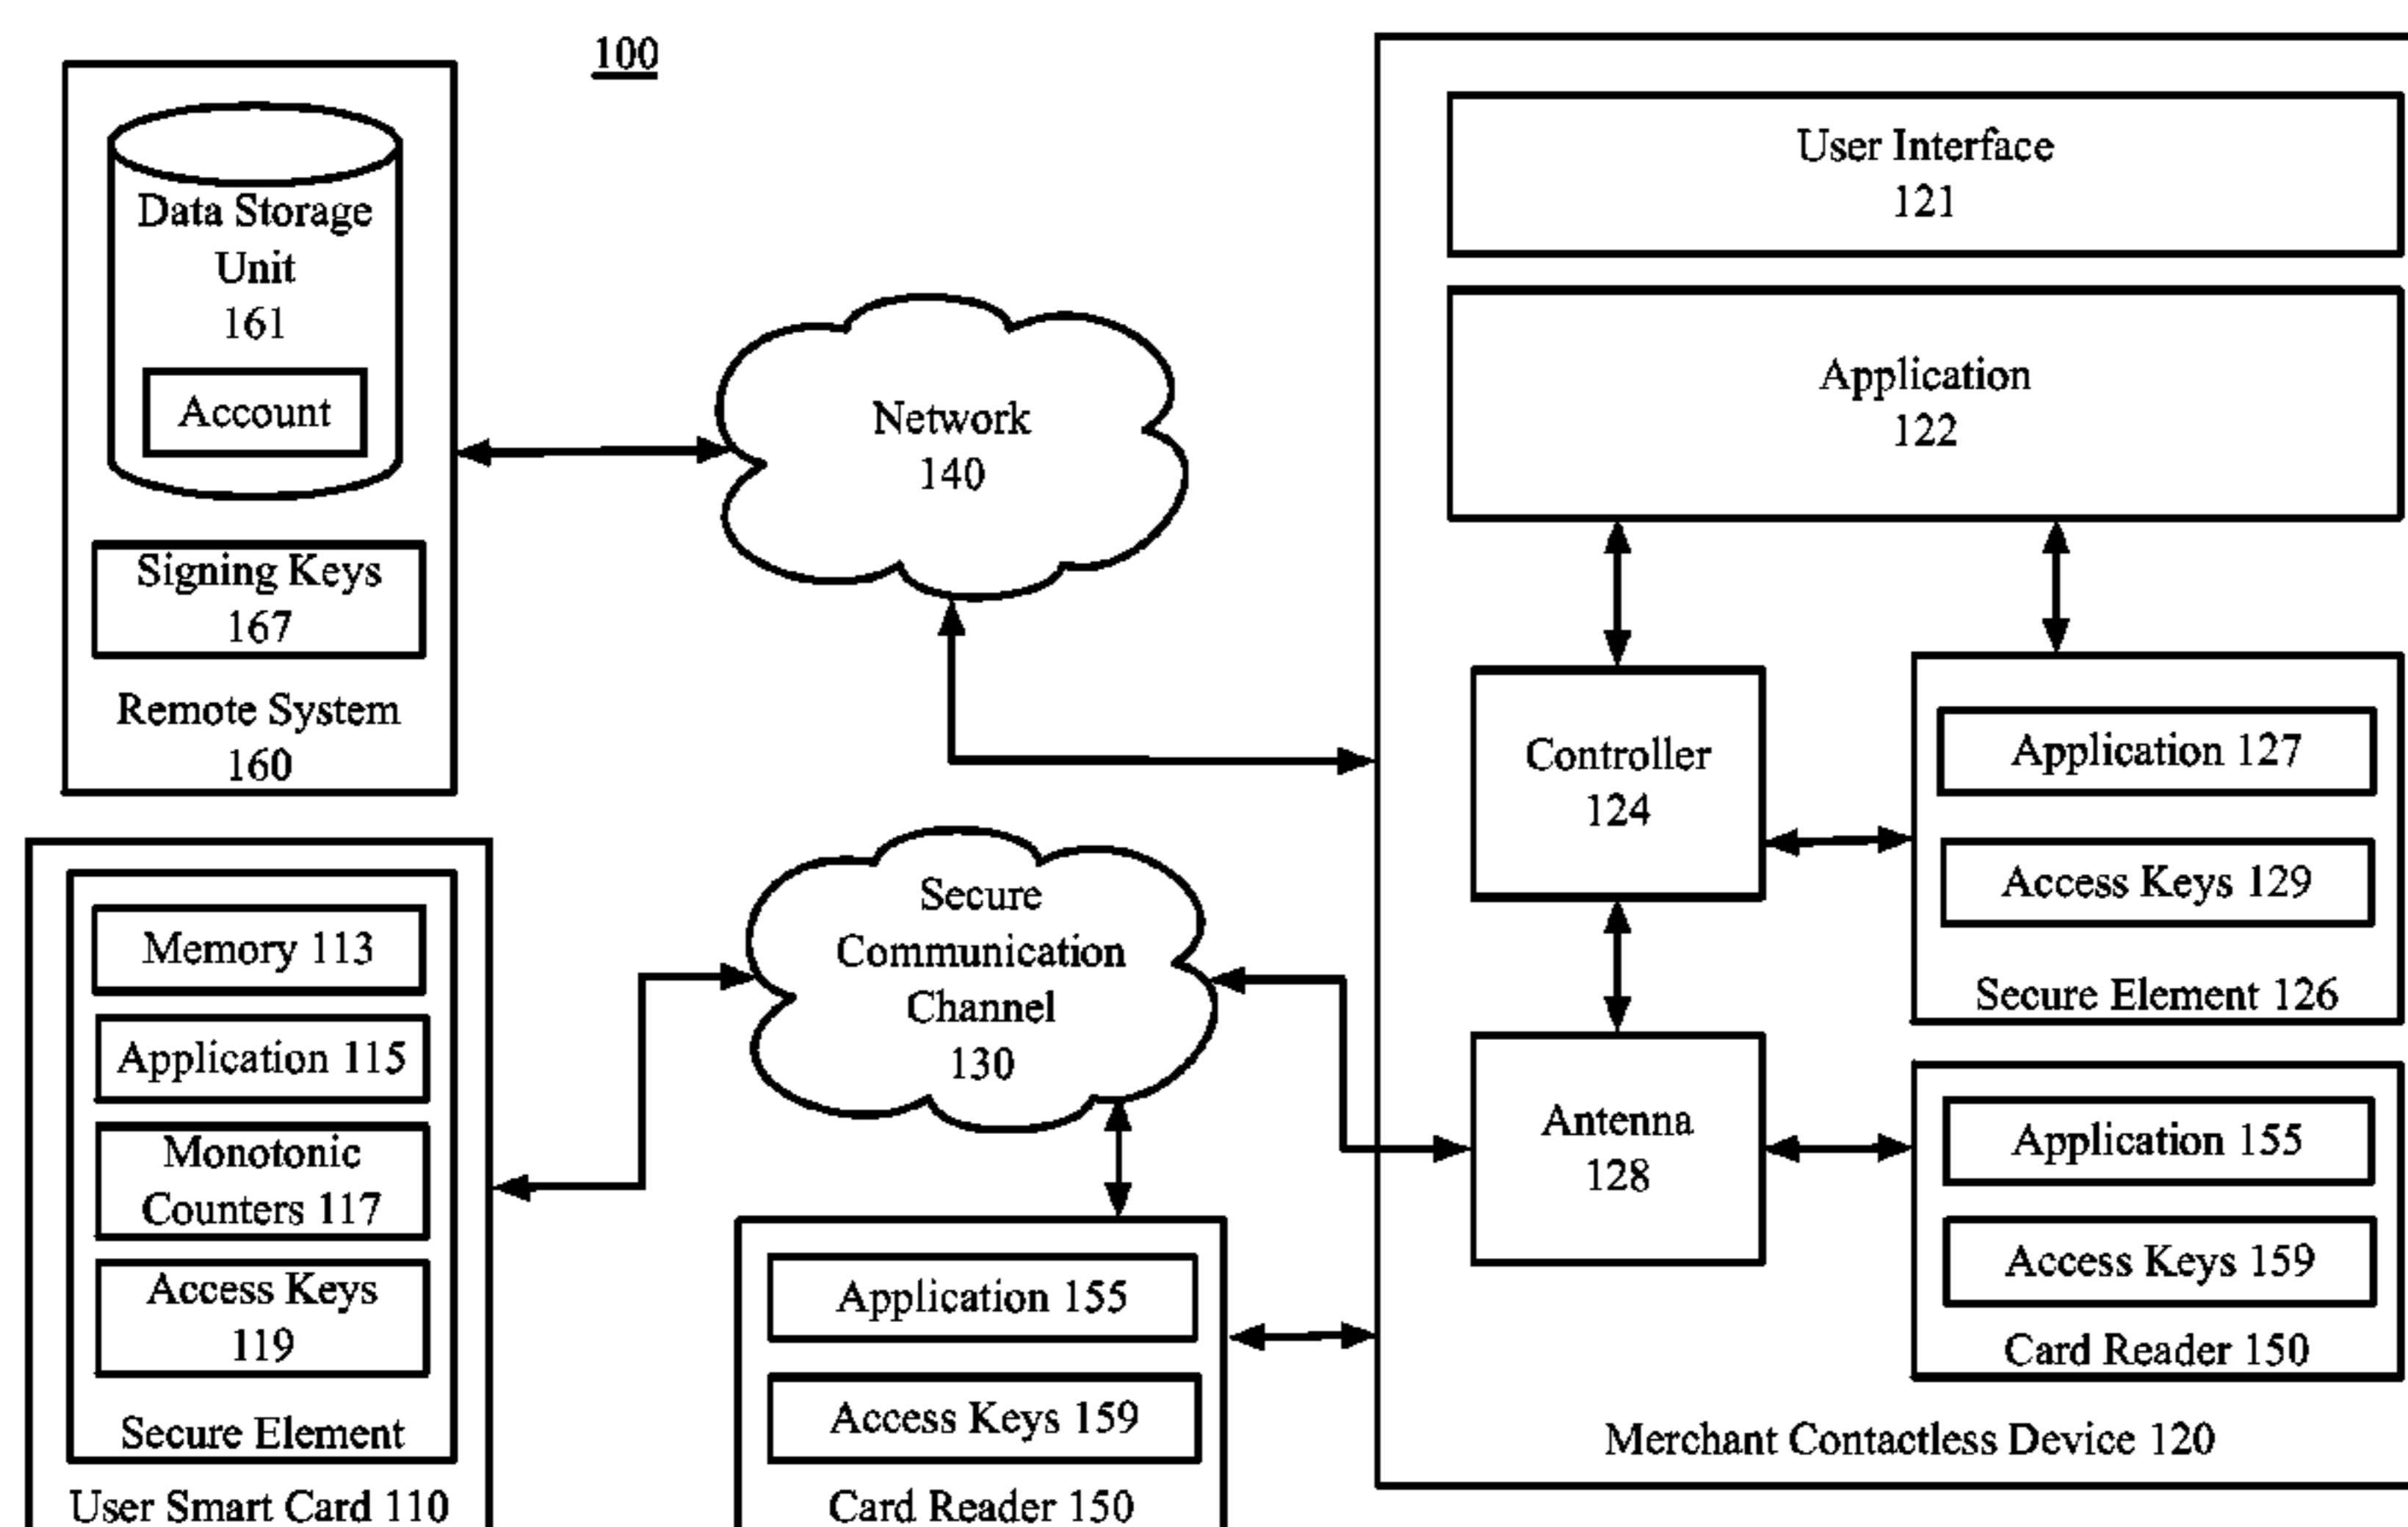 100
Data Storage
Unit
161
Account
Signing Keys
167
Remote System
160
Network
140
User Interface
121
Application
122
Controller
124
Application 127
Access Keys 129
Secure Element 126
Memory 113
Application 115
Monotonic
Counters 117
Access Keys
119
Secure Element
User Smart Card 110
Secure
Communication
Channel
130
Application 155
Access Keys 159
Card Reader 150
Antenna
128
Application 155
Access Keys 159
Card Reader 150
Merchant Contactless Device 120